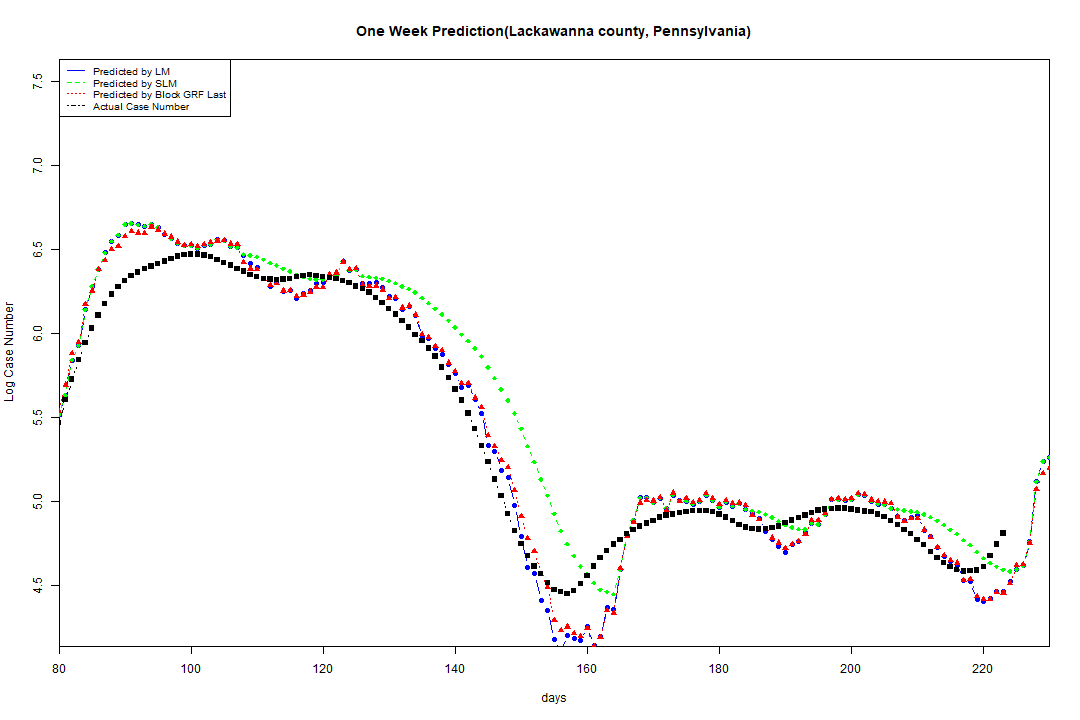 One Week Prediction(Lackawanna county, Pennsylvania)
Predicted by LM
Predicted by SLM
Predicted by Block GRF Last
Actual Case Number
Log Case Number
7.5
7.0
6.5
6.0
5.5
5.0
4.5
80 100 120 140 160 180 200 220
days